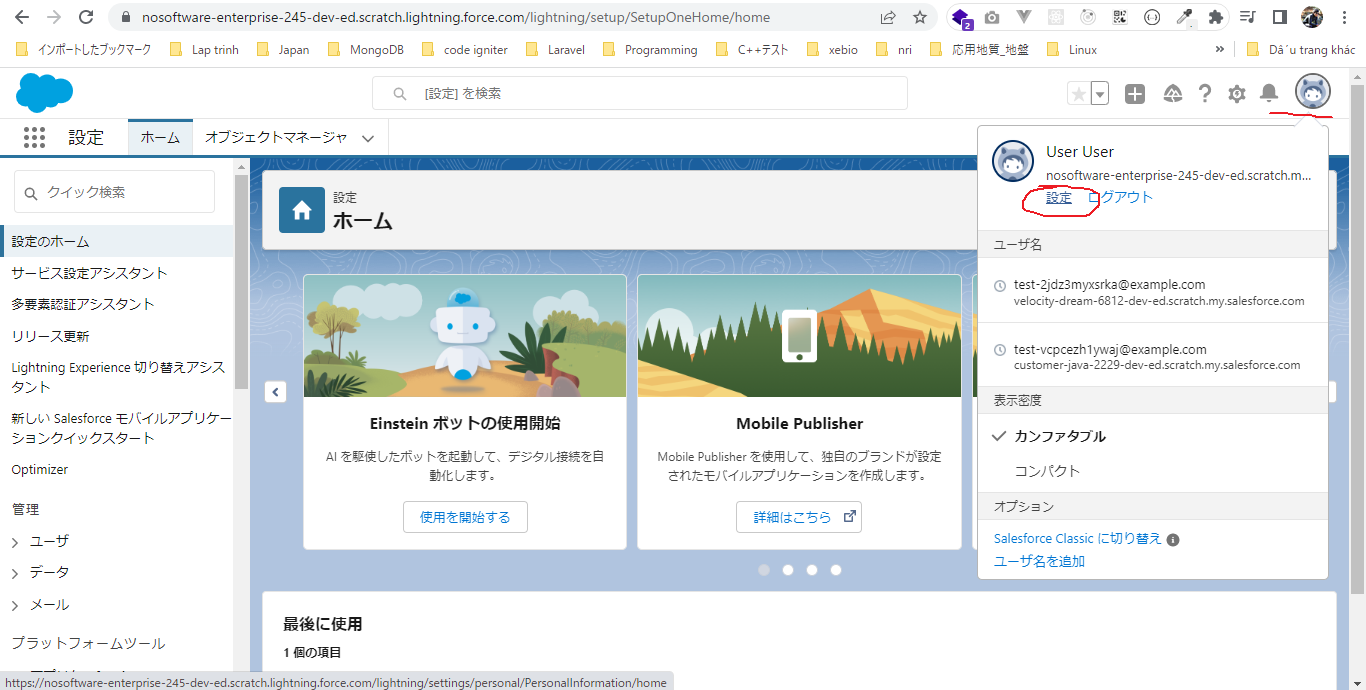 nosoftware-enterprise-245-dev-ed.scratch.lightning.force.com/lightning/setup/SetupOneHome/home
2
インポートしたブックマーク
Lap trinh
Japan
MongoDB
code igniter
Laravel
Programming
C++テスト
xebio
nri
応用地質_地盤
Linux
»
Dấu trang khác
[設定] を検索
設定
ホーム
オブジェクトマネージャ
クイック検索
設定のホーム
サービス設定アシスタント
多要素認証アシスタント
リリース更新
Lightning Experience 切り替えアシス
タント
新しい Salesforce モバイルアプリケー
ションクイックスタート
Optimizer
管理
ユーザ
データ
メール
プラットフォームツール
設定
ホーム
Einstein ボットの使用開始
AI を駆使したボットを起動して、デジタル接続を自
動化します。
使用を開始する
Mobile Publisher
Mobile Publisher を使用して、独自のブランドが設定
されたモバイルアプリケーションを作成します。
詳細はこちら
最後に使用
1 個の項目
User User
nosoftware-enterprise-245-dev-ed.scratch.m...
設定
ログアウト
ユーザ名
test-2jdz3myxsrka@example.com
velocity-dream-6812-dev-ed.scratch.my.salesforce.com
test-vcpcezh1ywaj@example.com
customer-java-2229-dev-ed.scratch.my.salesforce.com
表示密度
カンファタブル
コンパクト
オプション
Salesforce Classic に切り替え
ユーザ名を追加
https://nosoftware-enterprise-245-dev-ed.scratch.lightning.force.com/lightning/settings/personal/PersonalInformation/home